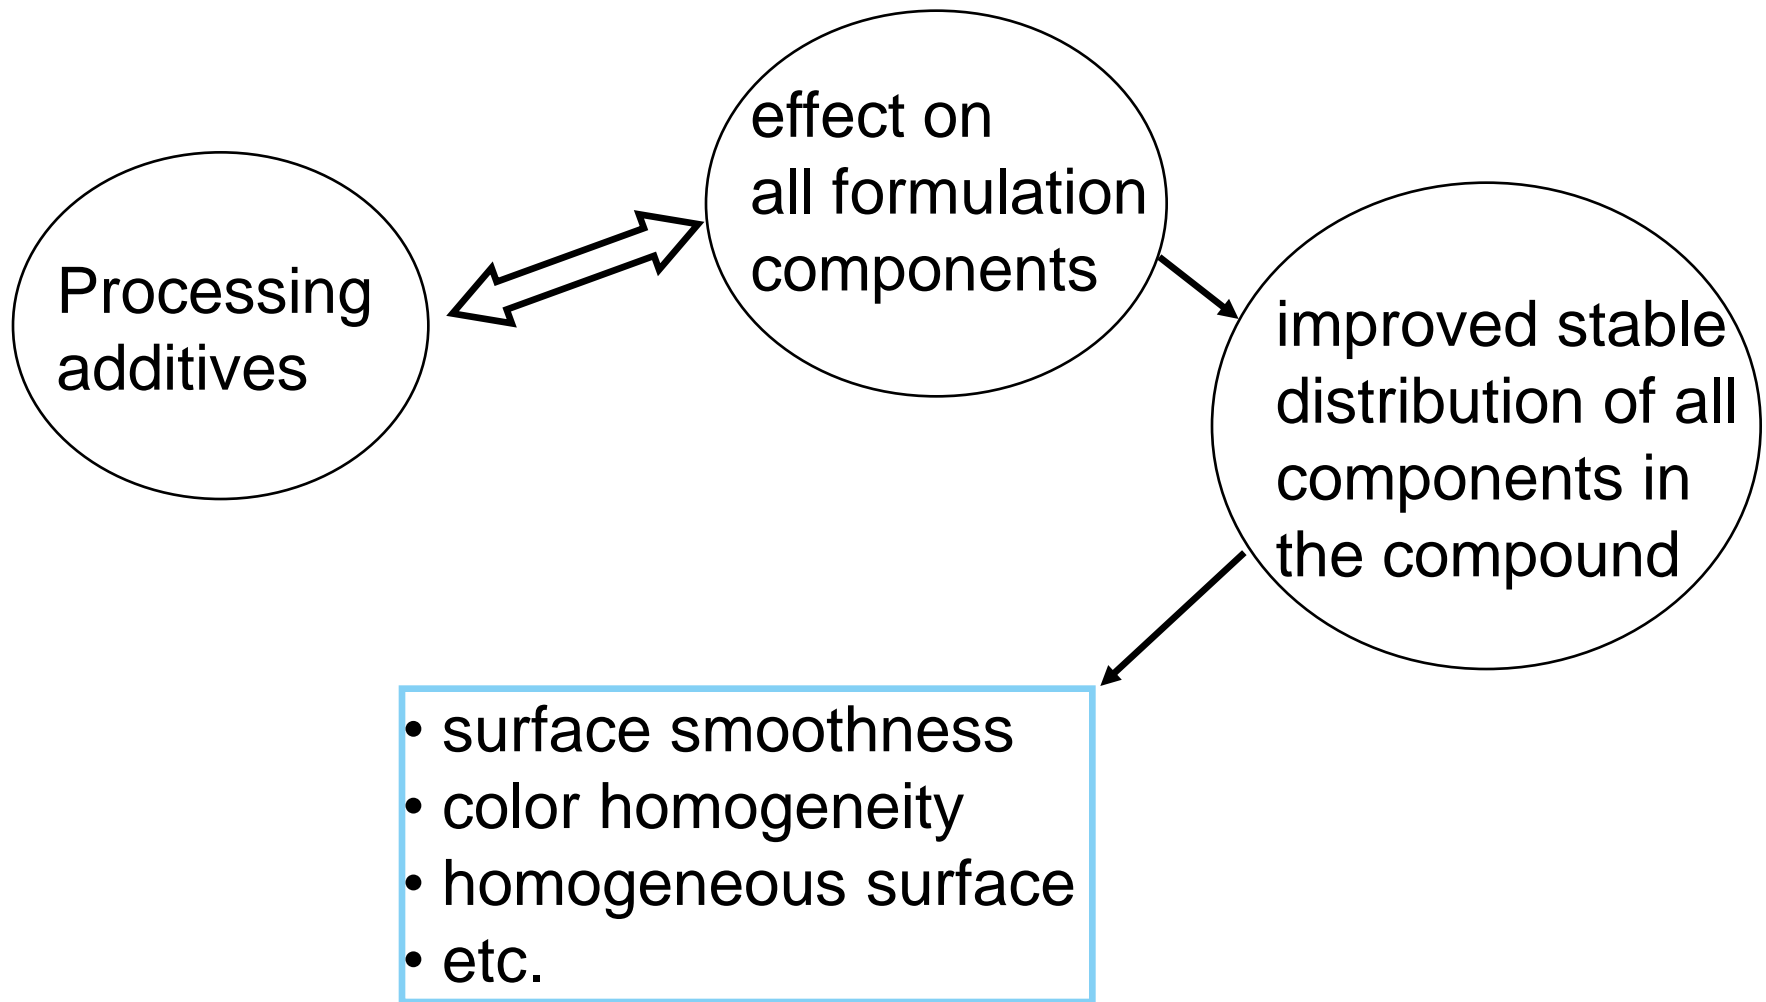 Processing
additives
effect on
all formulation
components
improved stable
distribution of all
components in
the compound
• surface smoothness
• color homogeneity
• homogeneous surface
• etc.